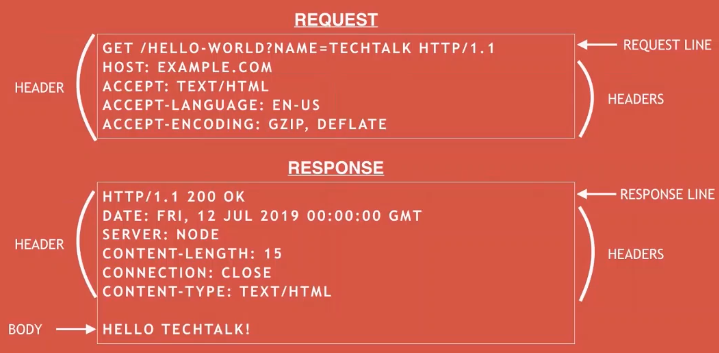 REQUEST
GET /HELLO-WORLD?NAME=TECHTALK HTTP/1.1
REQUEST LINE
HOST: EXAMPLE.COM
HEADER
ACCEPT: TEXT/HTML
HEADERS
ACCEPT-LANGUAGE: EN-US
ACCEPT-ENCODING: GZIP, DEFLATE
RESPONSE
HTTP/1.1 200 OK
RESPONSE LINE
DATE: FRI, 12 JUL 2019 00:00:00 GMT
SERVER: NODE
HEADER
CONTENT-LENGTH: 15
HEADERS
CONNECTION: CLOSE
CONTENT-TYPE: TEXT/HTML
BODY
HELLO TECHTALK!